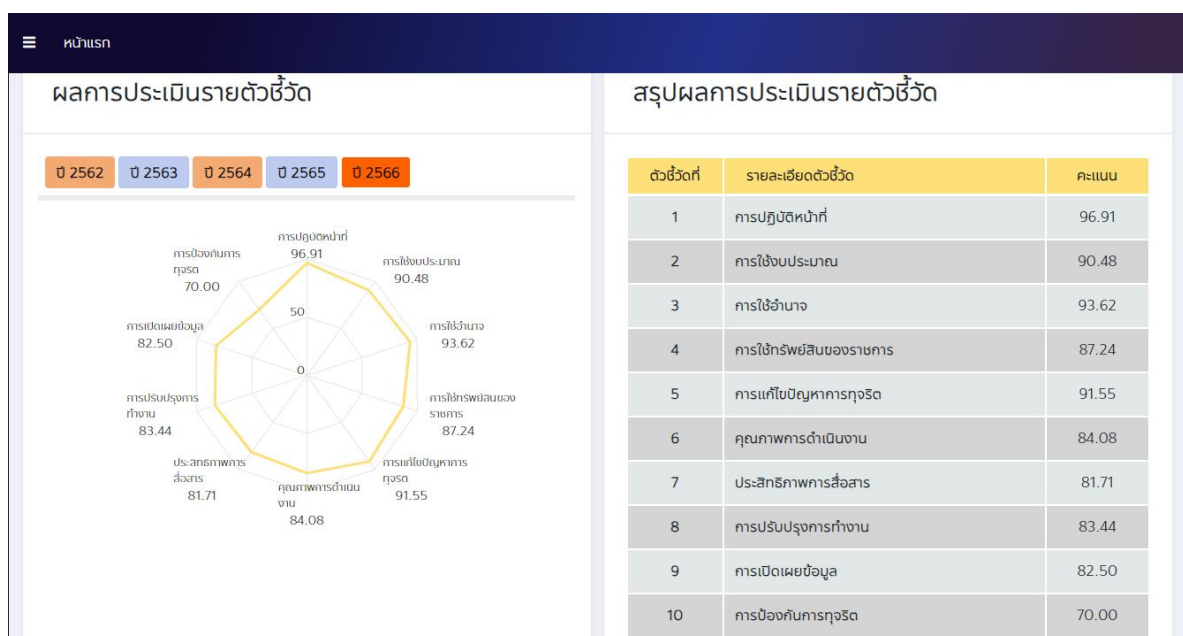 หน้าแรก
ผลการประเมินรายตัวชี้วัด
ปี 2562 ปี 2563 ปี 2564 ปี 2565 ปี 2566
การปฏิบัติหน้าที่
96.91
การใช้งบประมาณ
90.48
การใช้อำนาจ
93.62
การใช้ทรัพย์สินของ
ราชการ
87.24
การแก้ไขปัญหาการ
ทุจริต
91.55
คุณภาพการดำเนิน
งาน
84.08
ประสิทธิภาพการ
สื่อสาร
81.71
การปรับปรุงการ
ทำงาน
83.44
การเปิดเผยข้อมูล
82.50
การป้องกันการ
ทุจริต
70.00
50
0
สรุปผลการประเมินรายตัวชี้วัด
ตัวชี้วัดที่ รายละเอียดตัวชี้วัด คะแนน
1 การปฏิบัติหน้าที่ 96.91
2 การใช้งบประมาณ 90.48
3 การใช้อำนาจ 93.62
4 การใช้ทรัพย์สินของราชการ 87.24
5 การแก้ไขปัญหาการทุจริต 91.55
6 คุณภาพการดำเนินงาน 84.08
7 ประสิทธิภาพการสื่อสาร 81.71
8 การปรับปรุงการทำงาน 83.44
9 การเปิดเผยข้อมูล 82.50
10 การป้องกันการทุจริต 70.00